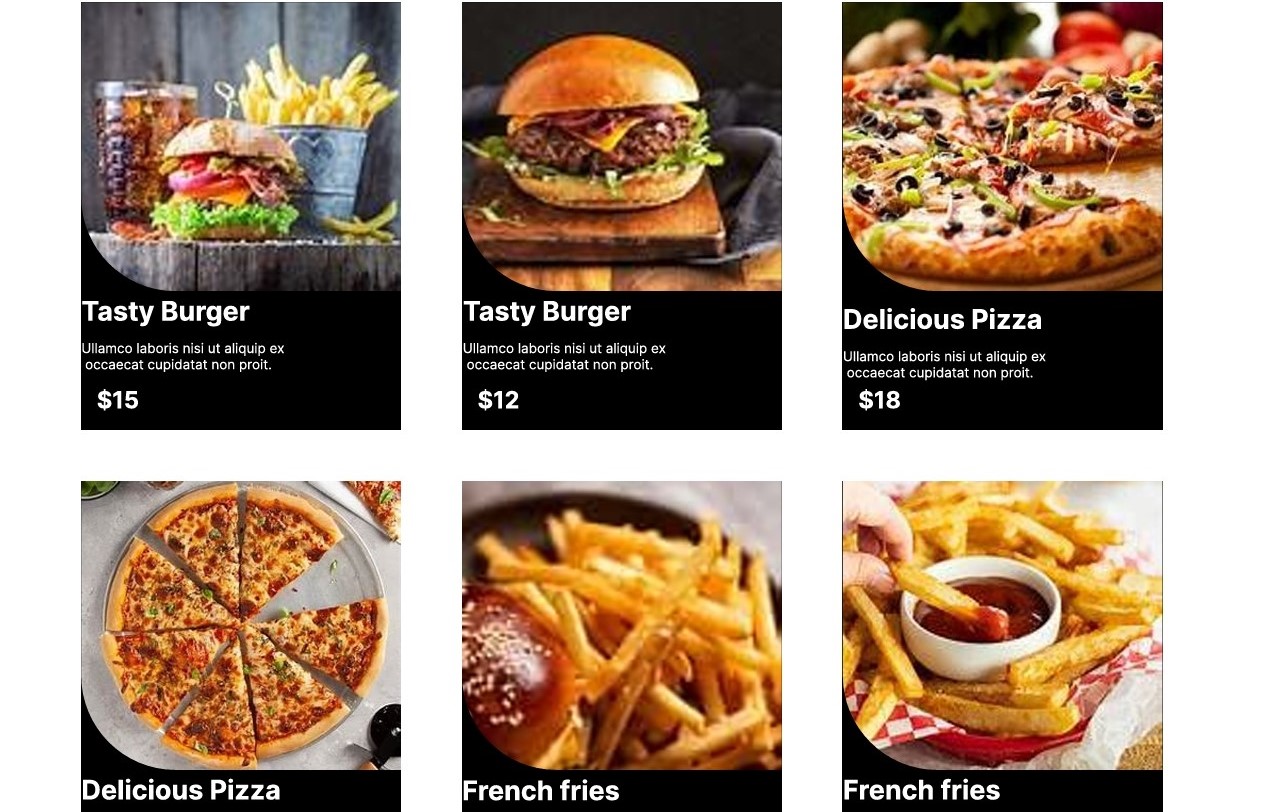 Tasty Burger
Ullamco laboris nisi ut aliquip ex
occaecat cupidatat non proit.
$15
Tasty Burger
Ullamco laboris nisi ut aliquip ex
occaecat cupidatat non proit.
$12
Delicious Pizza
Ullamco laboris nisi ut aliquip ex
occaecat cupidatat non proit.
$18
Delicious Pizza
French fries
French fries